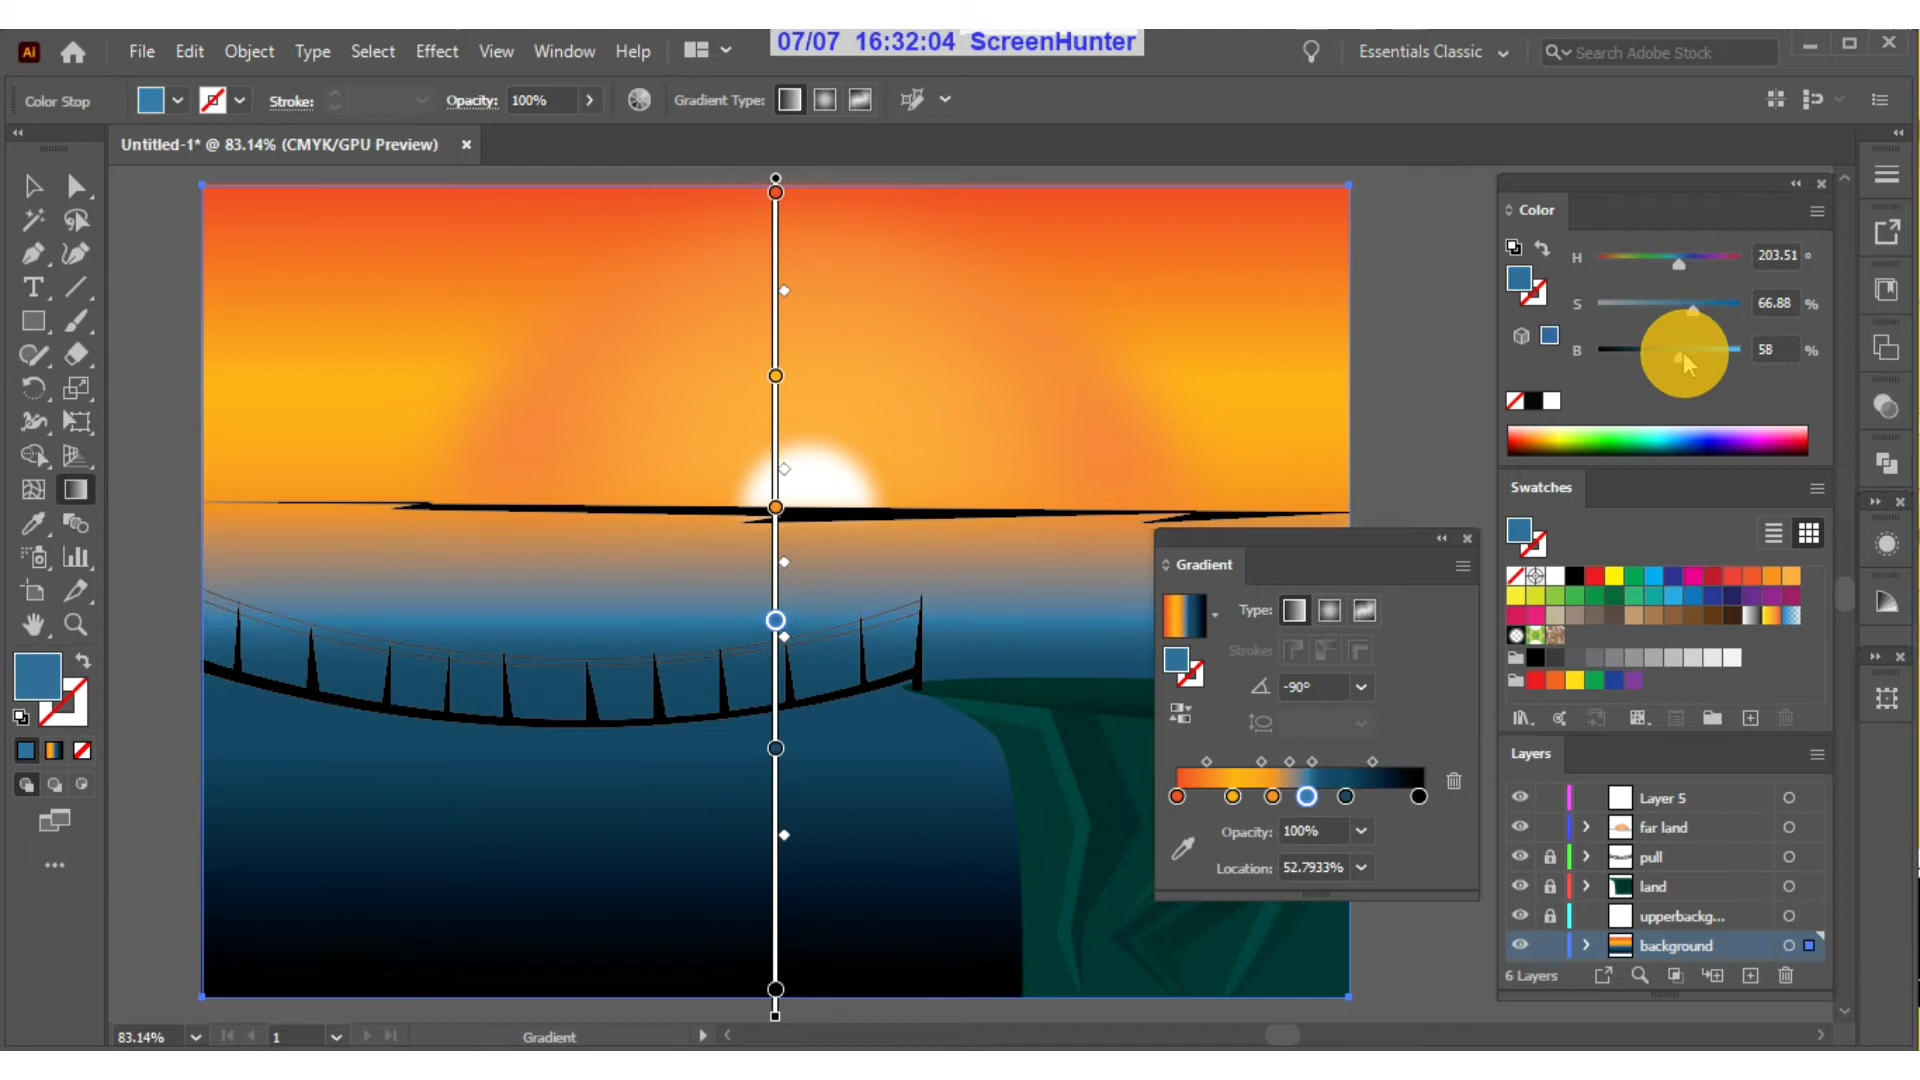 07/07 16:32:04 ScreenHunter
Ai
File Edit Object Type Select Effect View Window Help
Essentials Classic
Search Adobe Stock
Color Stop
Stroke:
Opacity: 100%
Gradient Type:
Untitled-1* @ 83.14% (CMYK/GPU Preview)
Color
H 203.51 °
S 66.88 %
B 58 %
Swatches
Gradient
Type:
Stroke:
-90°
Opacity: 100%
Location: 52.7933%
Layers
Layer 5
far land
pull
land
upperbackg...
background
6 Layers
83.14%
1
Gradient